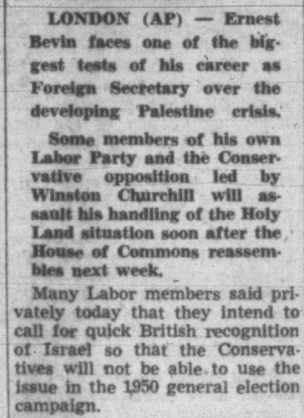 LONDON (AP) — Ernest
Bevin faces one of the big-
gest tests of his career as
Foreign Secretary over the
developing Palestine crisis.
Some members of his own
Labor Party and the Conser-
vative opposition led by
Winston Churchill will as-
sault his handling of the Holy
Land situation soon after the
House of Commons reassem-
bles next week.
Many Labor members said pri-
vately today that they intend to
call for quick British recognition
of Israel so that the Conserva-
tives will not be able to use the
issue in the 1950 general election
campaign.